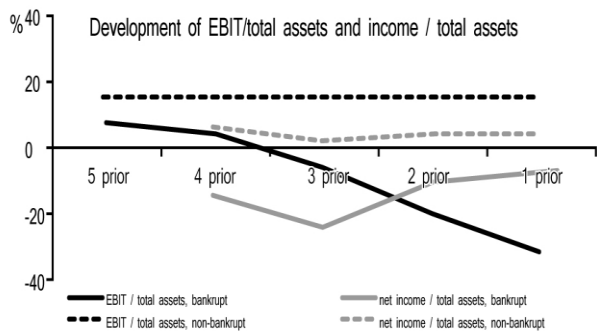 % 40
Development of EBIT/total assets and income / total assets
20
0
5 prior 4 prior 3 prior 2 prior 1 prior
-20
-40
EBIT / total assets, bankrupt
net income / total assets, bankrupt
EBIT / total assets, non-bankrupt
net income / total assets, non-bankrupt